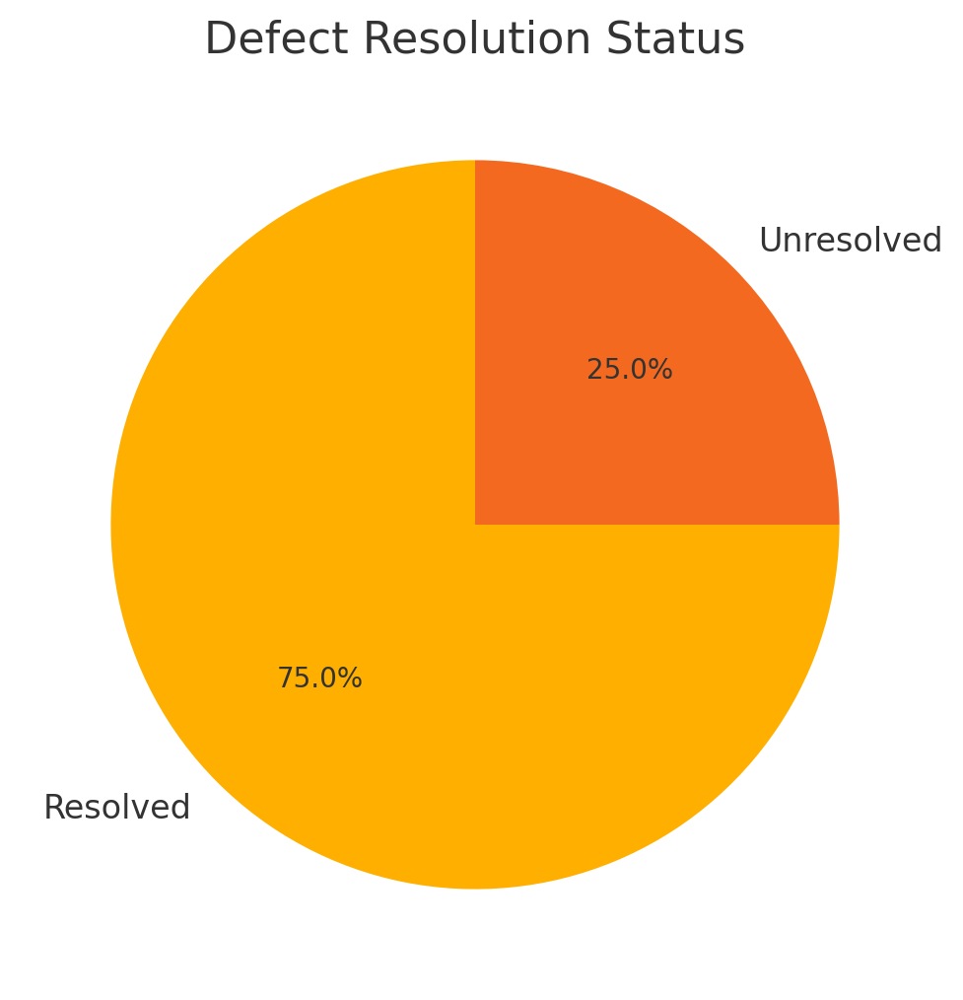 Defect Resolution Status
Unresolved
25.0%
75.0%
Resolved